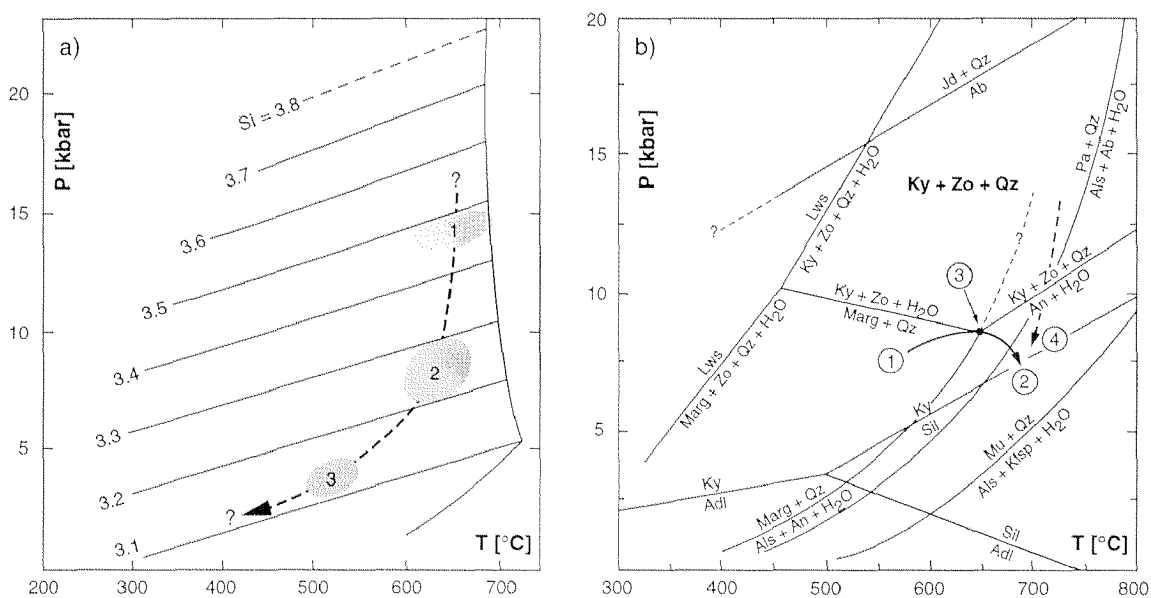 a)
P [kbar]
20
15
10
5
Si = 3.8
3.7
3.6
3.5
3.4
3.3
3.2
3.1
?
1
2
3
?
T [°C]
200
300
400
500
600
700
b)
P [kbar]
20
15
10
5
Jd + Qz
Ab
?
Lws
Ky + Zo + Qz + H2O
Ky + Zo + Qz
Pa + Qz
Als + Ab + H2O
?
Ky + Zo + H2O
Marg + Qz
Ky + Zo + Qz
An + H2O
Lws
Marg + Zo + Qz + H2O
1
2
3
4
Ky
Sil
Mu + Qz
Als + Kfsp + H2O
Ky
Adl
Marg + Qz
Als + An + H2O
Sil
Adl
T [°C]
300
400
500
600
700
800